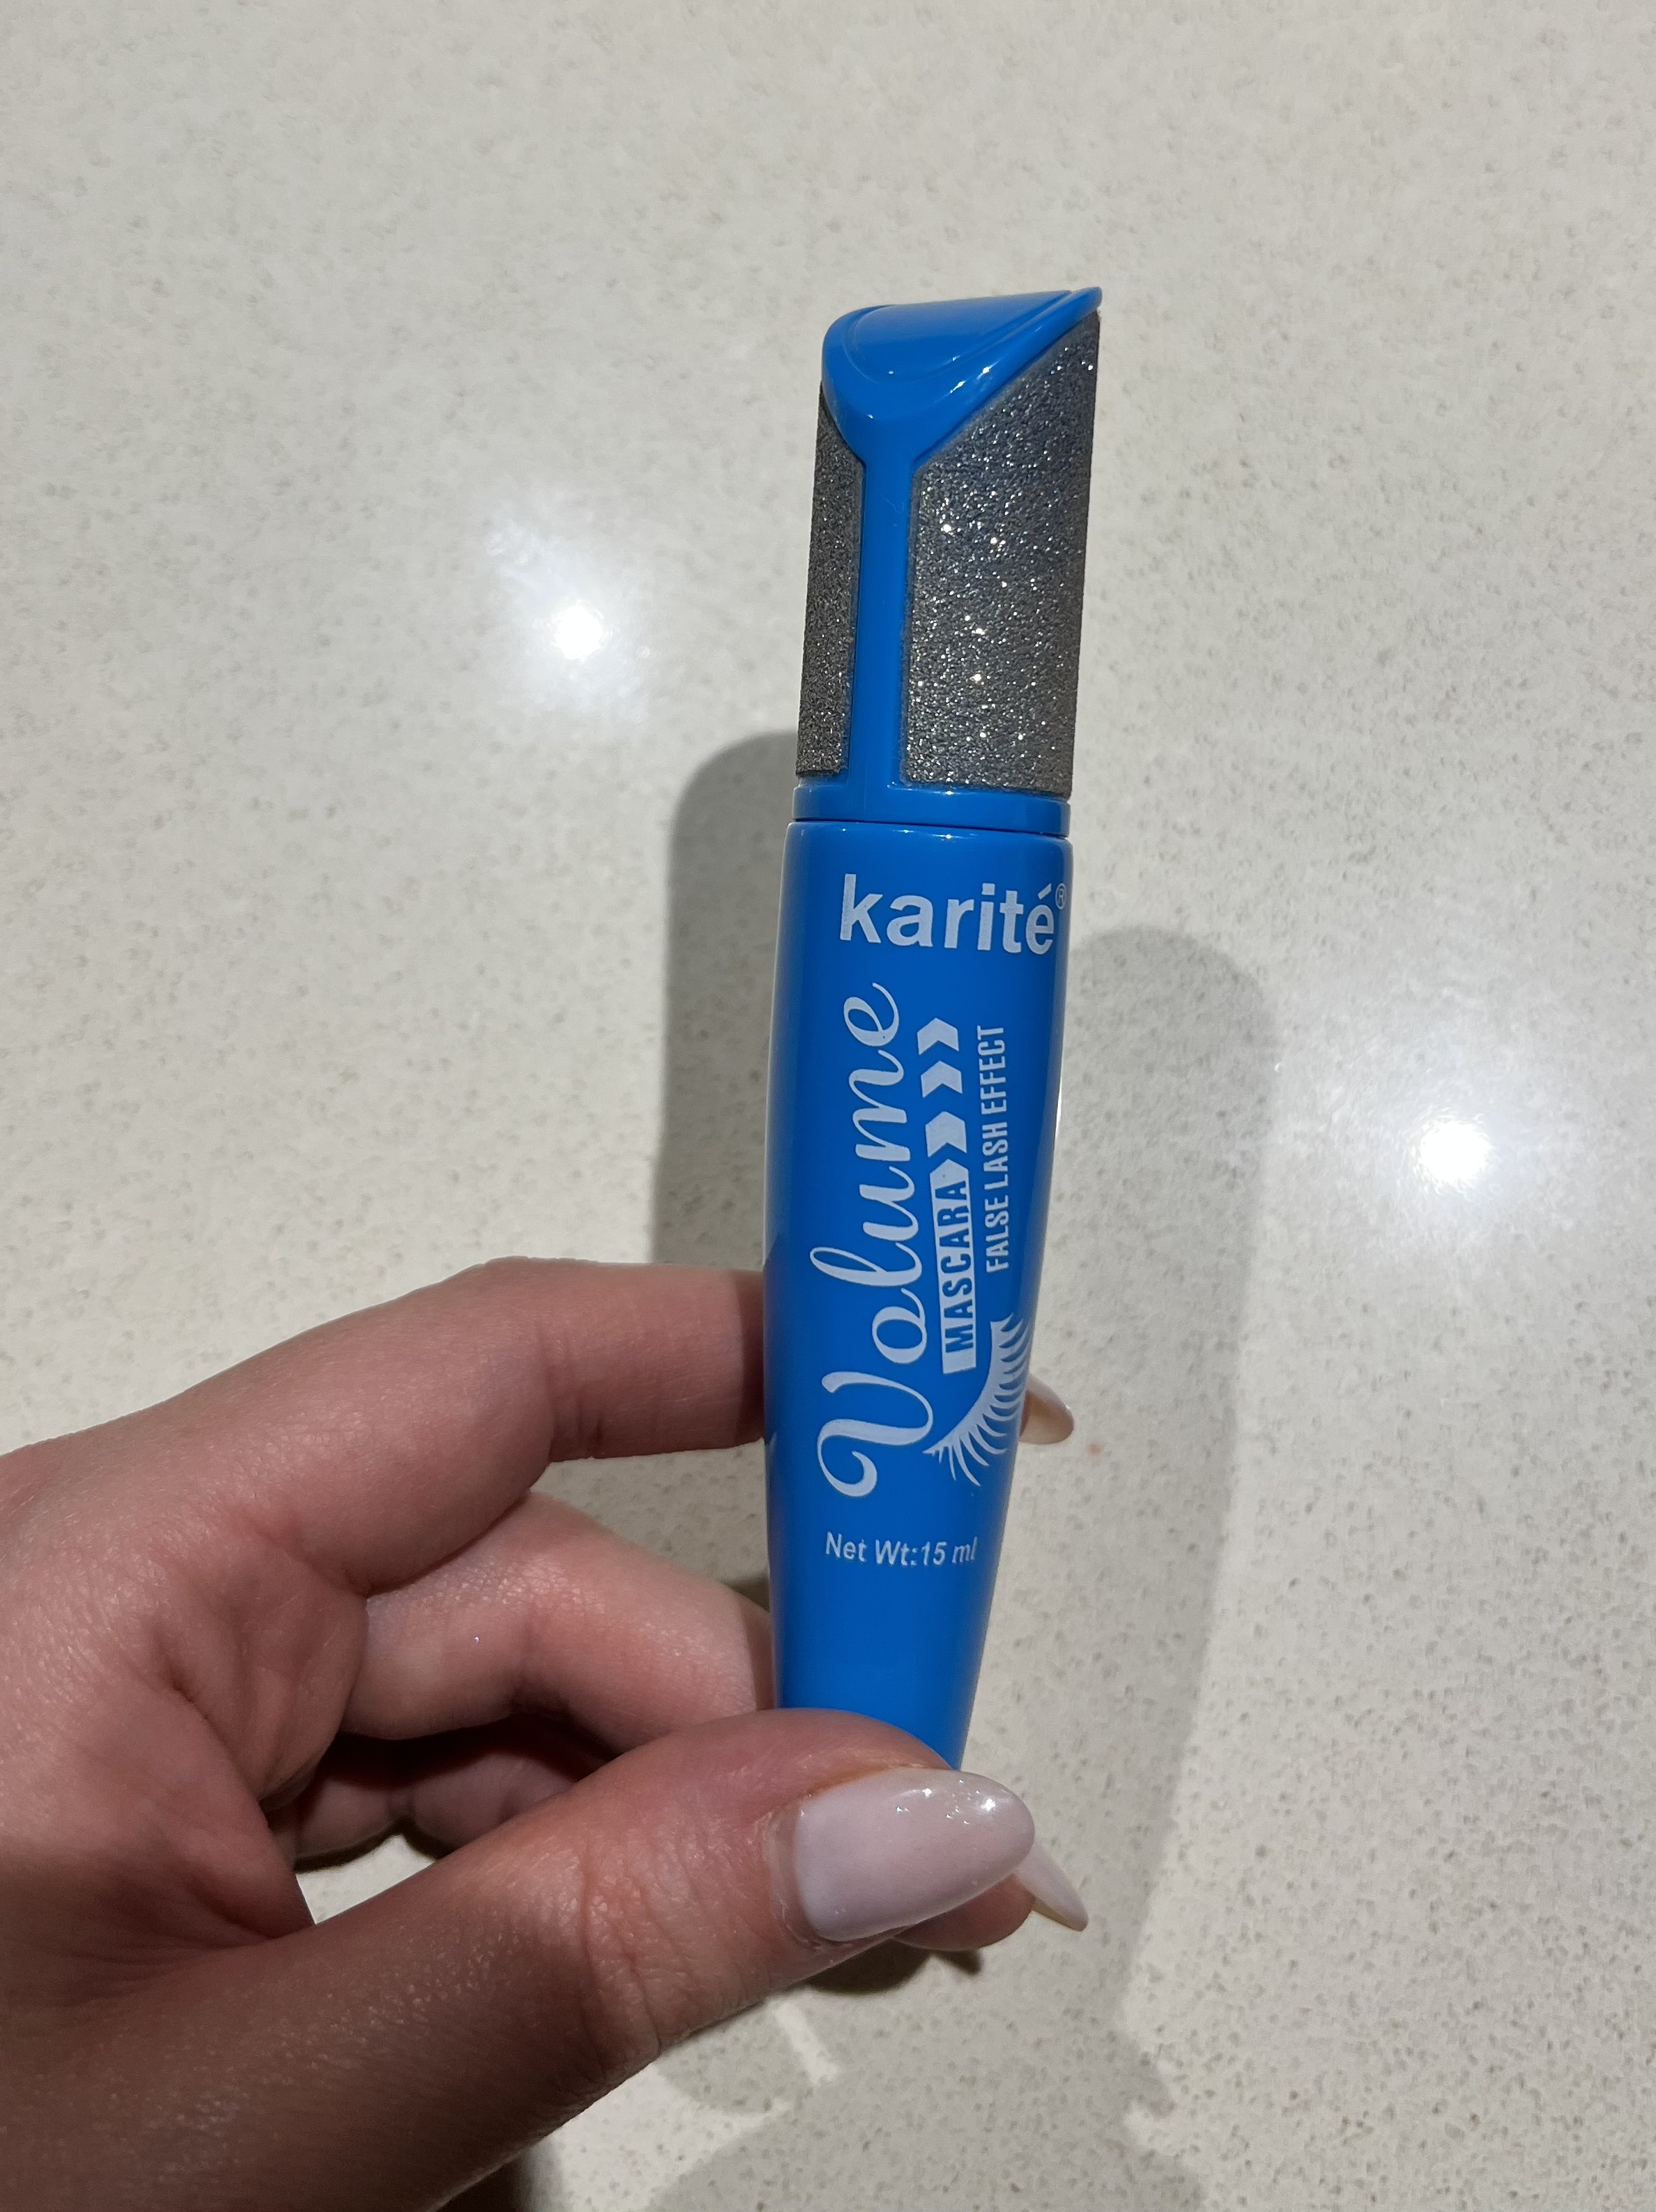 karité®
Volume
MASCARA
FALSE LASH EFFECT
Net Wt:15 ml